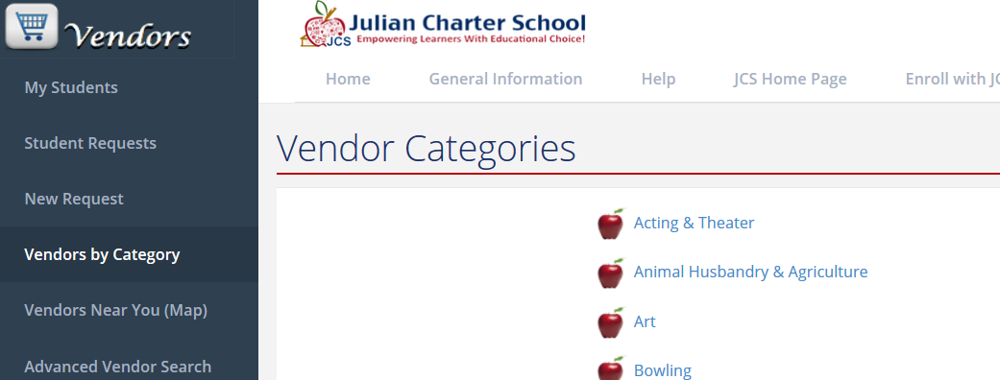 Vendors
My Students
Student Requests
New Request
Vendors by Category
Vendors Near You (Map)
Advanced Vendor Search
Julian Charter School
JCS
Empowering Learners With Educational Choice!
Home General Information Help JCS Home Page Enroll with JC
Vendor Categories
Acting & Theater
Animal Husbandry & Agriculture
Art
Bowling